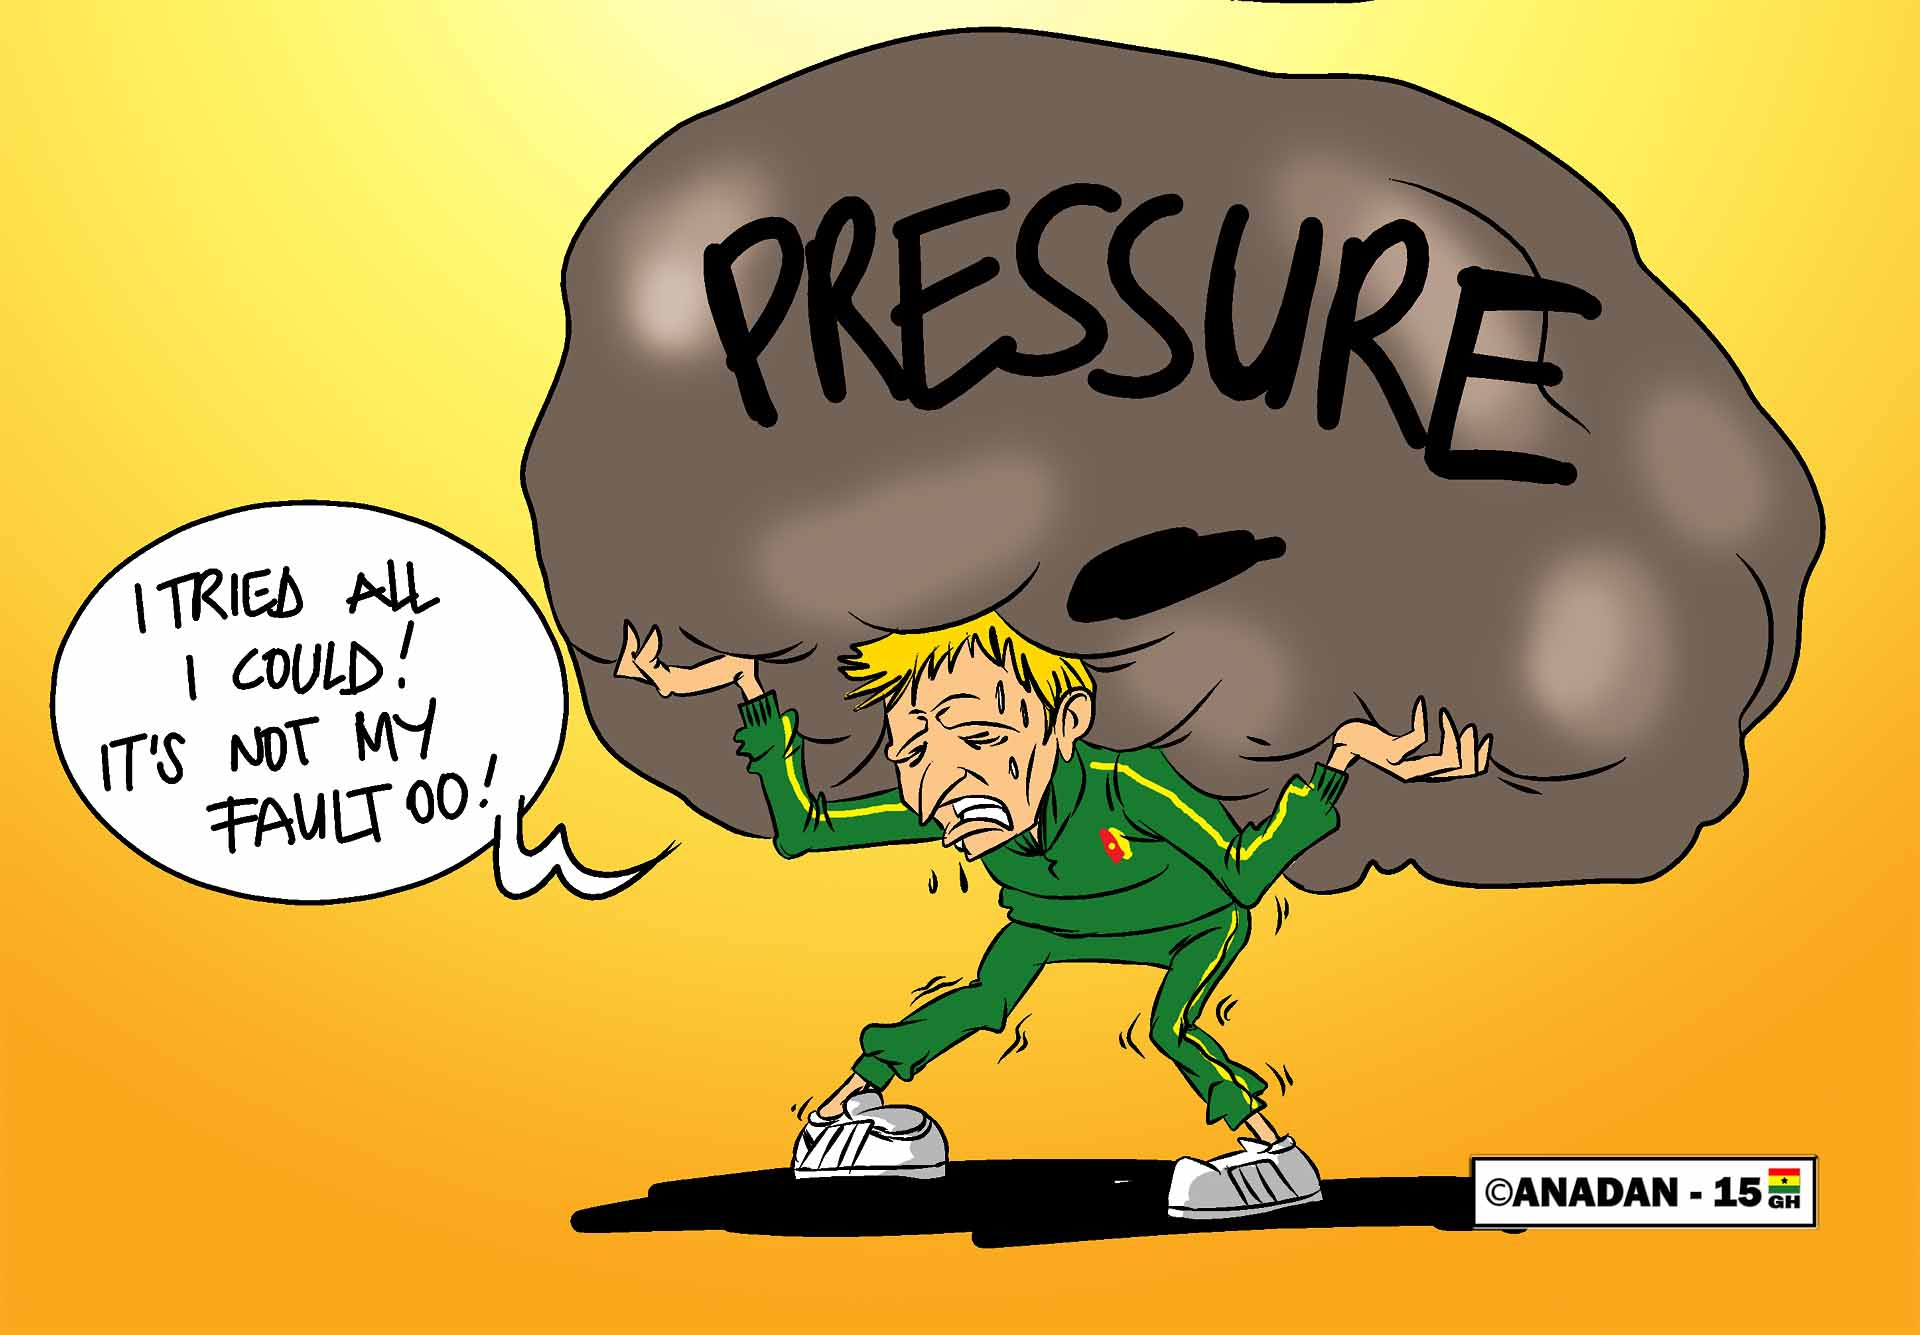 PRESSURE
I TRIED ALL
I COULD!
IT'S NOT MY
FAULT OO!
©ANADAN - 15
GH